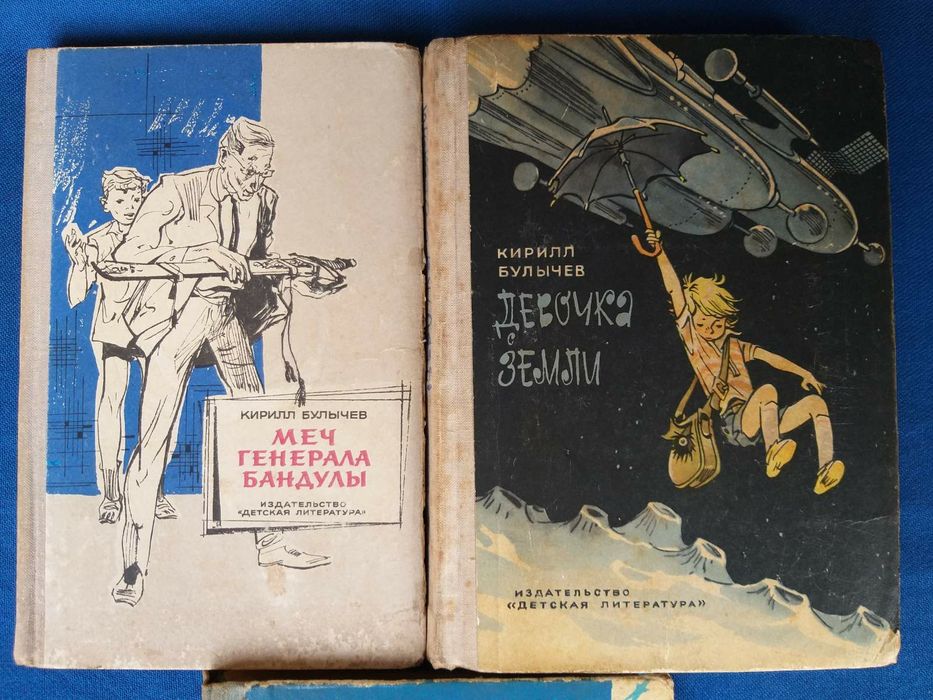 КИРИЛЛ БУЛЫЧЕВ
МЕЧ
ГЕНЕРАЛА
БАНДУЛЫ
ИЗДАТЕЛЬСТВО
«ДЕТСКАЯ ЛИТЕРАТУРА»
КИРИЛЛ
БУЛЫЧЕВ
ДЕВОЧКА
С
ЗЕМЛИ
ИЗДАТЕЛЬСТВО
«ДЕТСКАЯ ЛИТЕРАТУРА»